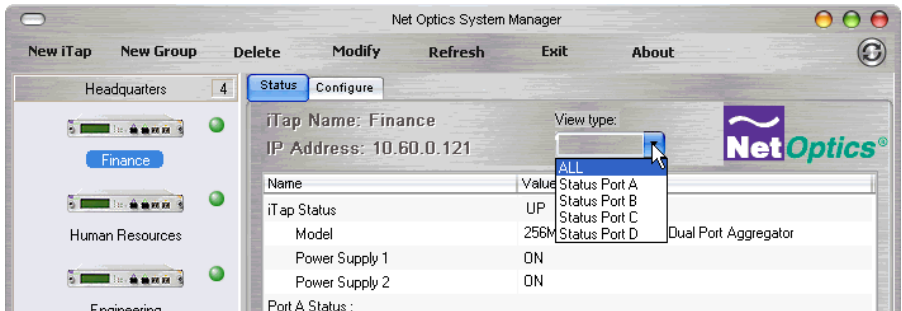 Net Optics System Manager
New iTap New Group Delete Modify Refresh Exit About
Headquarters 4
Status Configure
iTap Name: Finance
IP Address: 10.60.0.121
View type:
ALL
Status Port A
Status Port B
Status Port C
Status Port D
Net Optics®
Finance
Human Resources
Engineering
Name Value
iTap Status UP
Model 256M Dual Port Aggregator
Power Supply 1 ON
Power Supply 2 ON
Port A Status :